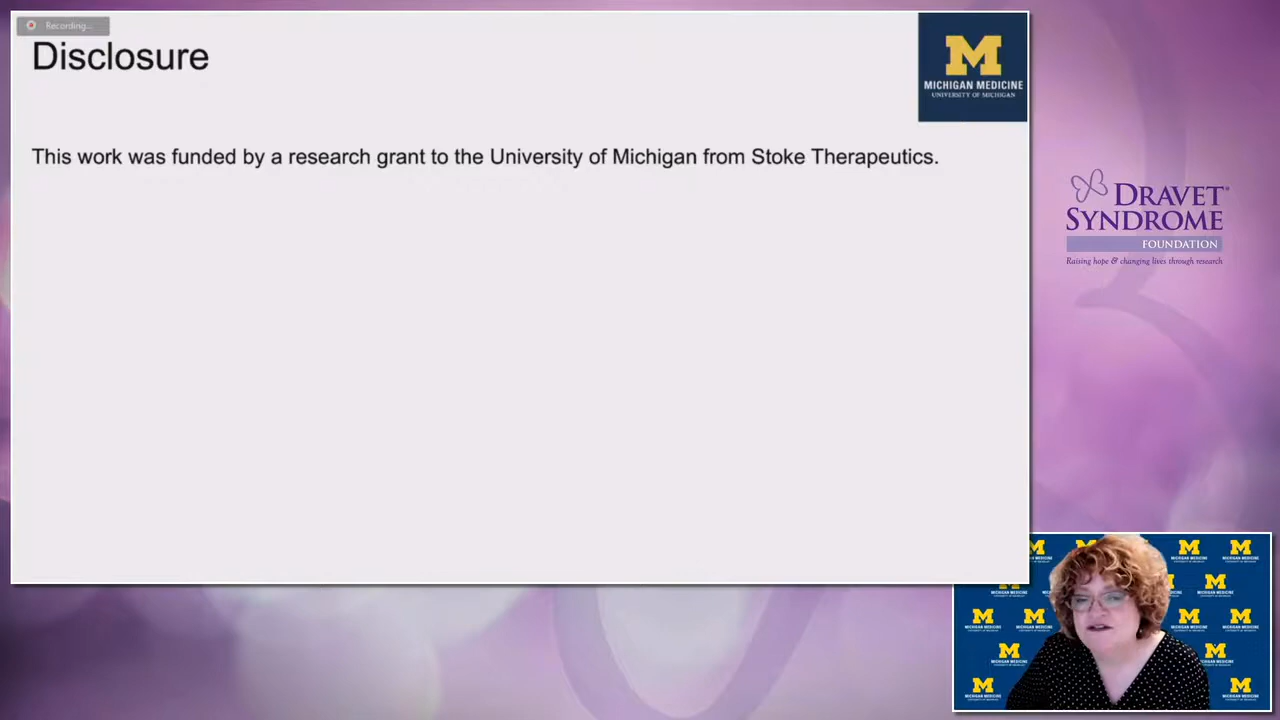 Recording...
Disclosure
M
MICHIGAN MEDICINE
UNIVERSITY OF MICHIGAN
This work was funded by a research grant to the University of Michigan from Stoke Therapeutics.
DRAVET
SYNDROME
FOUNDATION
Raising hope & changing lives through research